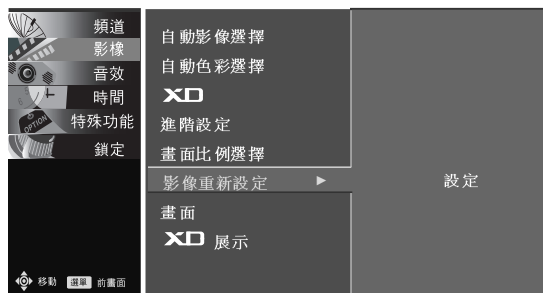 頻道
影橡
音效
時間
OPTION 特殊功能
鎖定
移動 選單 前畫面
自動影像選擇
自動色彩選擇
XD
進階設定
畫面比例選擇
影像重新設定 ►
畫面
XD 展示
設定